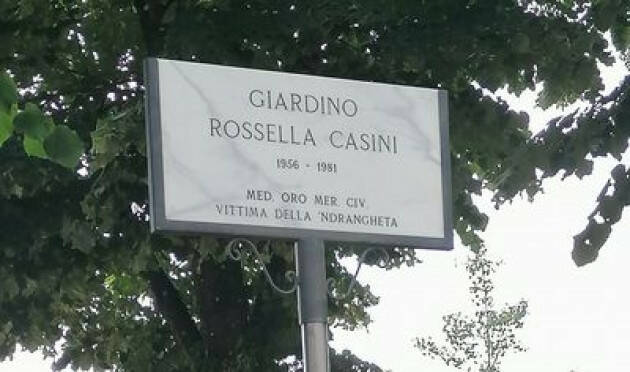 GIARDINO
ROSSELLA CASINI
1956 - 1981
MED. ORO MER. CIV.
VITTIMA DELLA 'NDRANGHETA